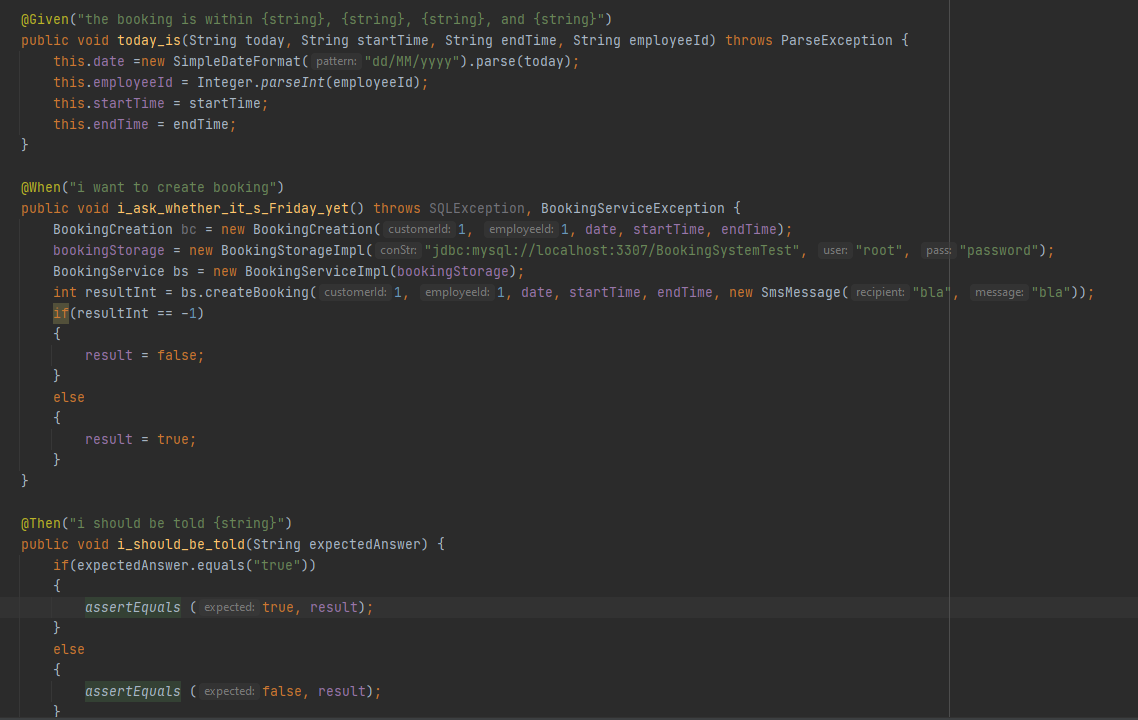 @Given("the booking is within {string}, {string}, {string}, and {string}")
public void today_is(String today, String startTime, String endTime, String employeeId) throws ParseException {
this.date =new SimpleDateFormat( pattern: "dd/MM/yyyy").parse(today);
this.employeeId = Integer.parseInt(employeeId);
this.startTime = startTime;
this.endTime = endTime;
}
@When("i want to create booking")
public void i_ask_whether_it_s_Friday_yet() throws SQLException, BookingServiceException {
BookingCreation bc = new BookingCreation( customerId: 1, employeeId: 1, date, startTime, endTime);
bookingStorage = new BookingStorageImpl( conStr: "jdbc:mysql://localhost:3307/BookingSystemTest", user: "root", pass: "password");
BookingService bs = new BookingServiceImpl(bookingStorage);
int resultInt = bs.createBooking( customerId: 1, employeeId: 1, date, startTime, endTime, new SmsMessage( recipient: "bla", message: "bla"));
if(resultInt == -1)
{
result = false;
}
else
{
result = true;
}
}
@Then("i should be told {string}")
public void i_should_be_told(String expectedAnswer) {
if(expectedAnswer.equals("true"))
{
assertEquals ( expected: true, result);
}
else
{
assertEquals ( expected: false, result);
}